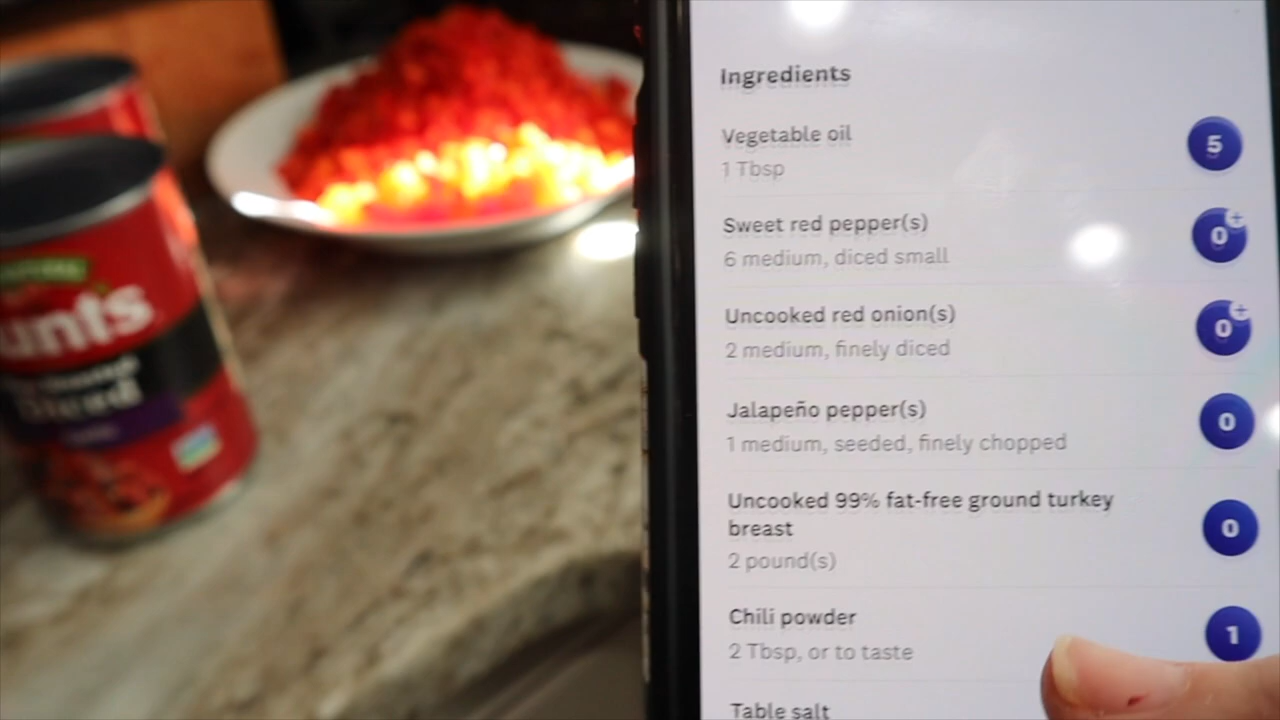 unts
Diced
Ingredients
Vegetable oil
1 Tbsp
5
Sweet red pepper(s)
6 medium, diced small
0+
Uncooked red onion(s)
2 medium, finely diced
0+
Jalapeño pepper(s)
1 medium, seeded, finely chopped
0
Uncooked 99% fat-free ground turkey
breast
2 pound(s)
0
Chili powder
2 Tbsp, or to taste
1
Table salt